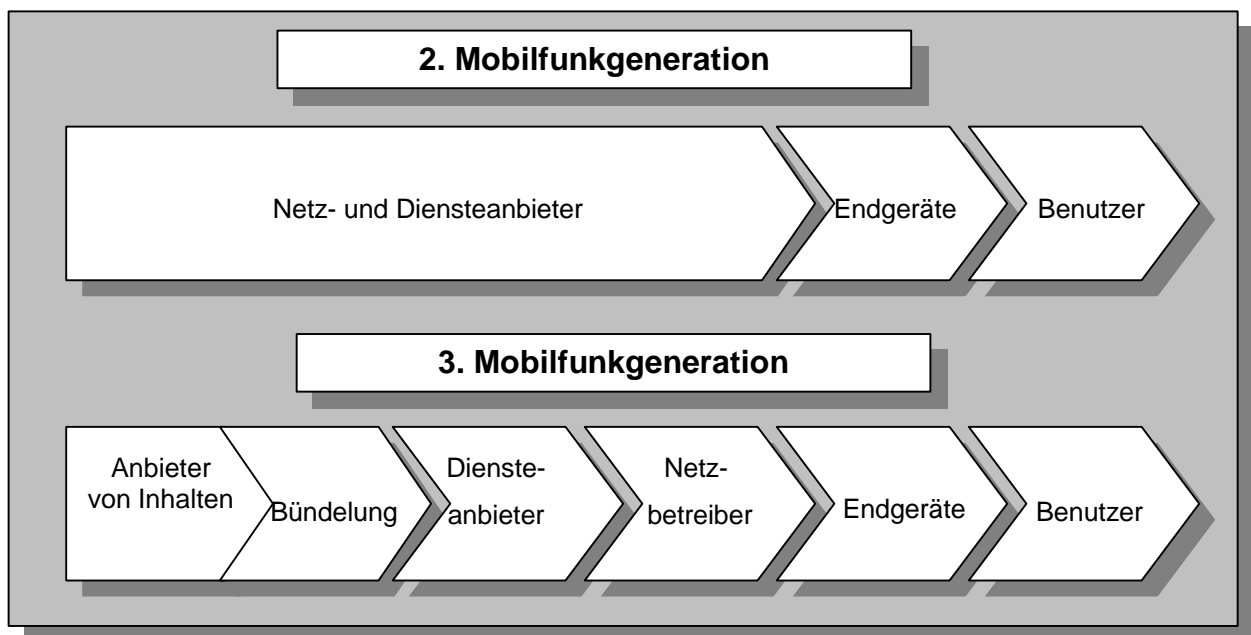 2. Mobilfunkgeneration
Netz- und Diensteanbieter
Endgeräte
Benutzer
3. Mobilfunkgeneration
Anbieter
von Inhalten
Bündelung
Dienste-
anbieter
Netz-
betreiber
Endgeräte
Benutzer